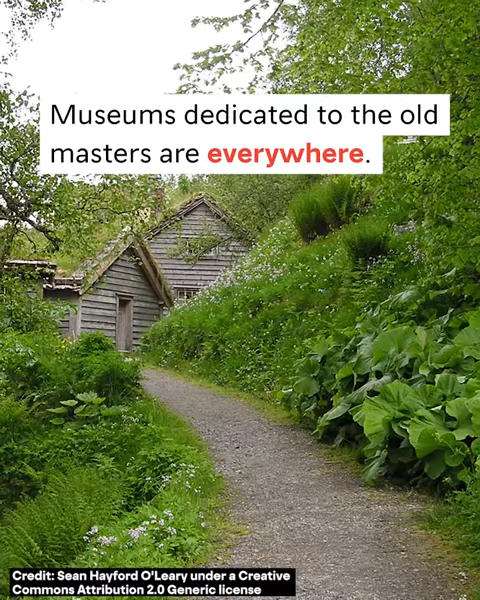 Museums dedicated to the old
masters are everywhere.
Credit: Sean Hayford O'Leary under a Creative
Commons Attribution 2.0 Generic license